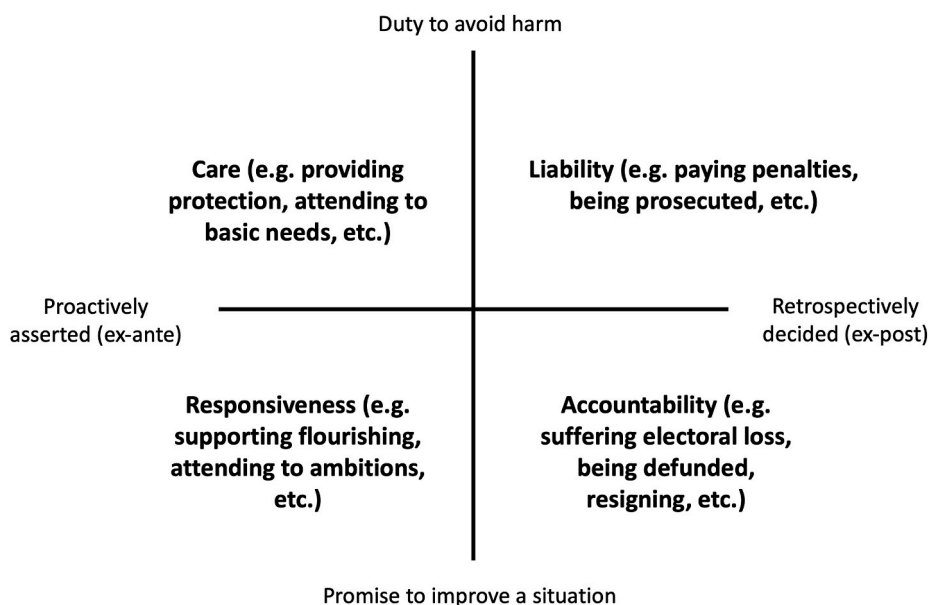 Duty to avoid harm
Care (e.g. providing
protection, attending to
basic needs, etc.)
Liability (e.g. paying penalties,
being prosecuted, etc.)
Proactively
asserted (ex-ante)
Retrospectively
decided (ex-post)
Responsiveness (e.g.
supporting flourishing,
attending to ambitions,
etc.)
Accountability (e.g.
suffering electoral loss,
being defunded,
resigning, etc.)
Promise to improve a situation